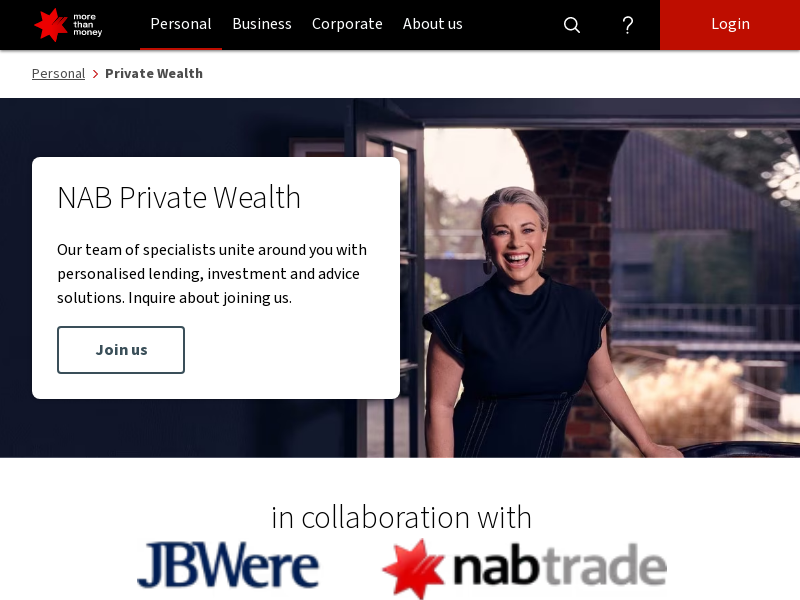 more
than
money
Personal
Business
Corporate
About us
Login
Personal
Private Wealth
NAB Private Wealth
Our team of specialists unite around you with
personalised lending, investment and advice
solutions. Inquire about joining us.
Join us
in collaboration with
JBWere
nabtrade